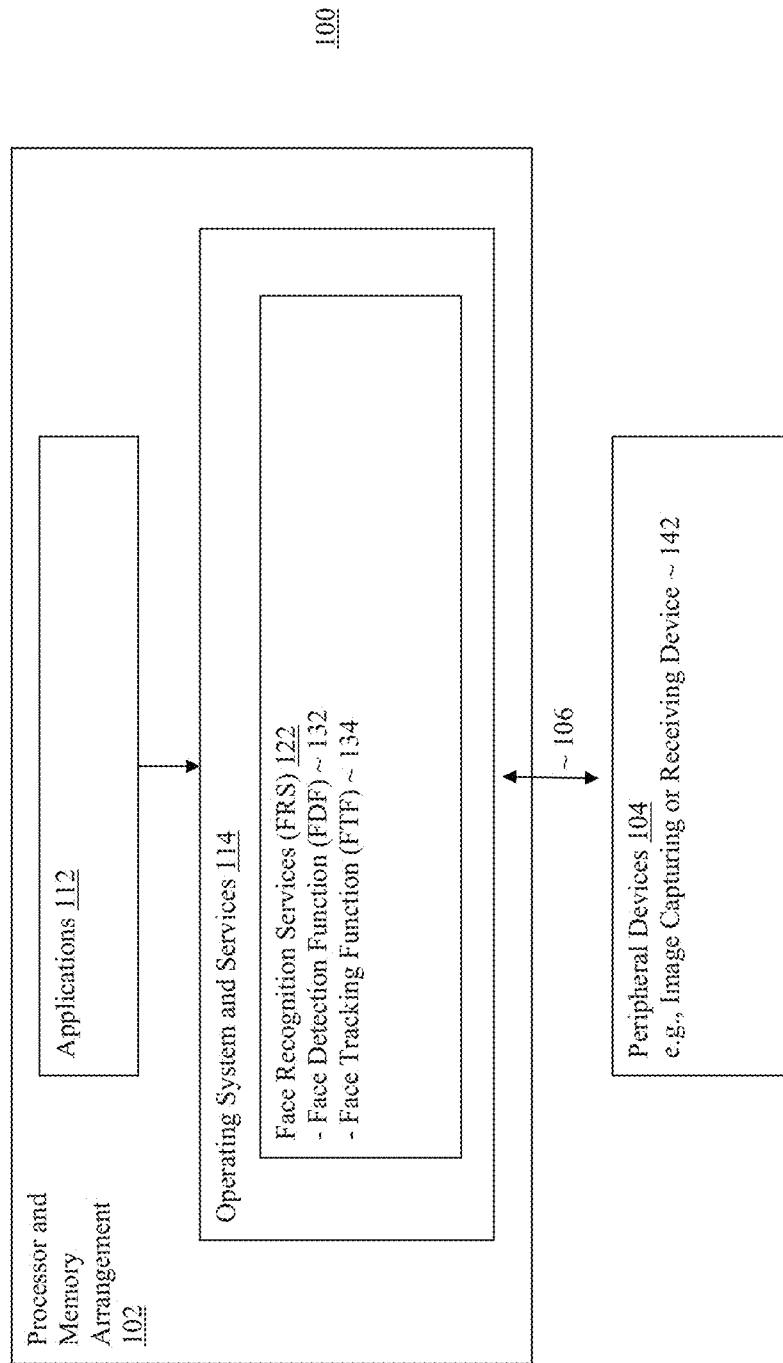 100
Processor and
Memory
Arrangement
102
Applications 112
Operating System and Services 114
Face Recognition Services (FRS) 122
- Face Detection Function (FDF) ~ 132
- Face Tracking Function (FTF) ~ 134
~ 106
Peripheral Devices 104
e.g., Image Capturing or Receiving Device ~ 142